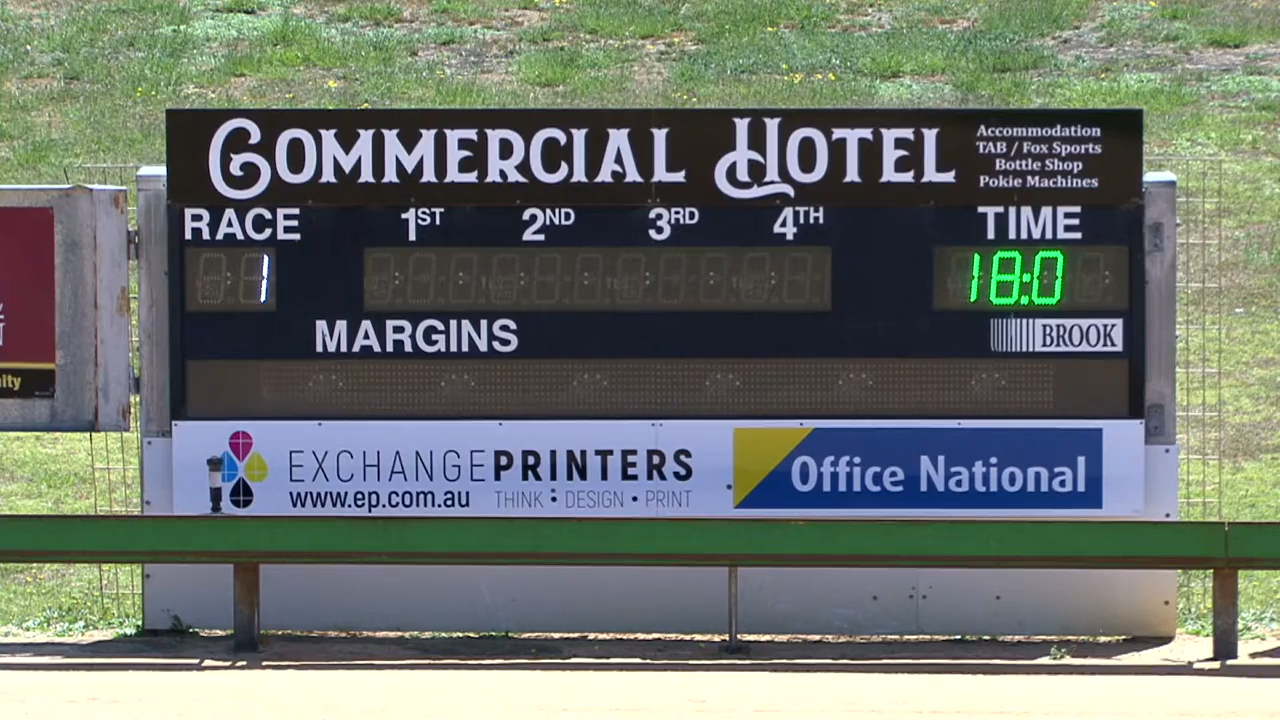 COMMERCIAL HOTEL
Accommodation
TAB / Fox Sports
Bottle Shop
Pokie Machines
RACE 1ST 2ND 3RD 4TH TIME
1 18:0
MARGINS
BROOK
EXCHANGEPRINTERS
www.ep.com.au THINK • DESIGN • PRINT
Office National